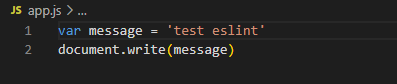 JS app.js > ...
1 var message = 'test eslint'
2 document.write(message)